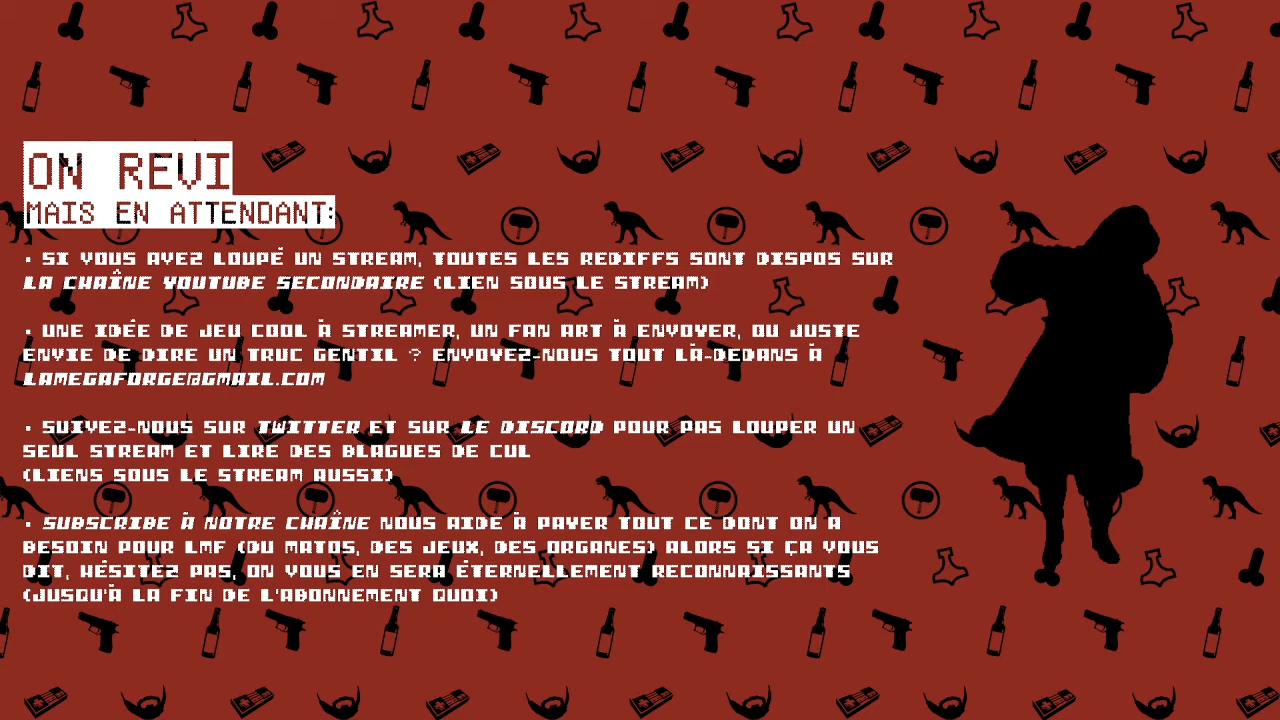 ON REVI
MAIS EN ATTENDANT:
• SI VOUS AVEZ LOUPÉ UN STREAM, TOUTES LES REDIFFS SONT DISPOS SUR
LA CHAÎNE YOUTUBE SECONDAIRE (LIEN SOUS LE STREAM)
• UNE IDÉE DE JEU COOL À STREAMER, UN FAN ART À ENVOYER, OU JUSTE
ENVIE DE DIRE UN TRUC GENTIL ? ENVOYEZ-NOUS TOUT LÀ-DEDANS À
LAMEGAFORGE@GMAIL.COM
• SUIVEZ-NOUS SUR TWITTER ET SUR LE DISCORD POUR PAS LOUPER UN
SEUL STREAM ET LIRE DES BLAGUES DE CUL
(LIENS SOUS LE STREAM AUSSI)
• SUBSCRIBE À NOTRE CHAÎNE NOUS AIDE À PAYER TOUT CE DONT ON A
BESOIN POUR LMF (DU MATOS, DES JEUX, DES ORGANES) ALORS SI ÇA VOUS
DIT, HÉSITEZ PAS, ON VOUS EN SERA ÉTERNELLEMENT RECONNAISSANTS
(JUSQU'À LA FIN DE L'ABONNEMENT QUOI)